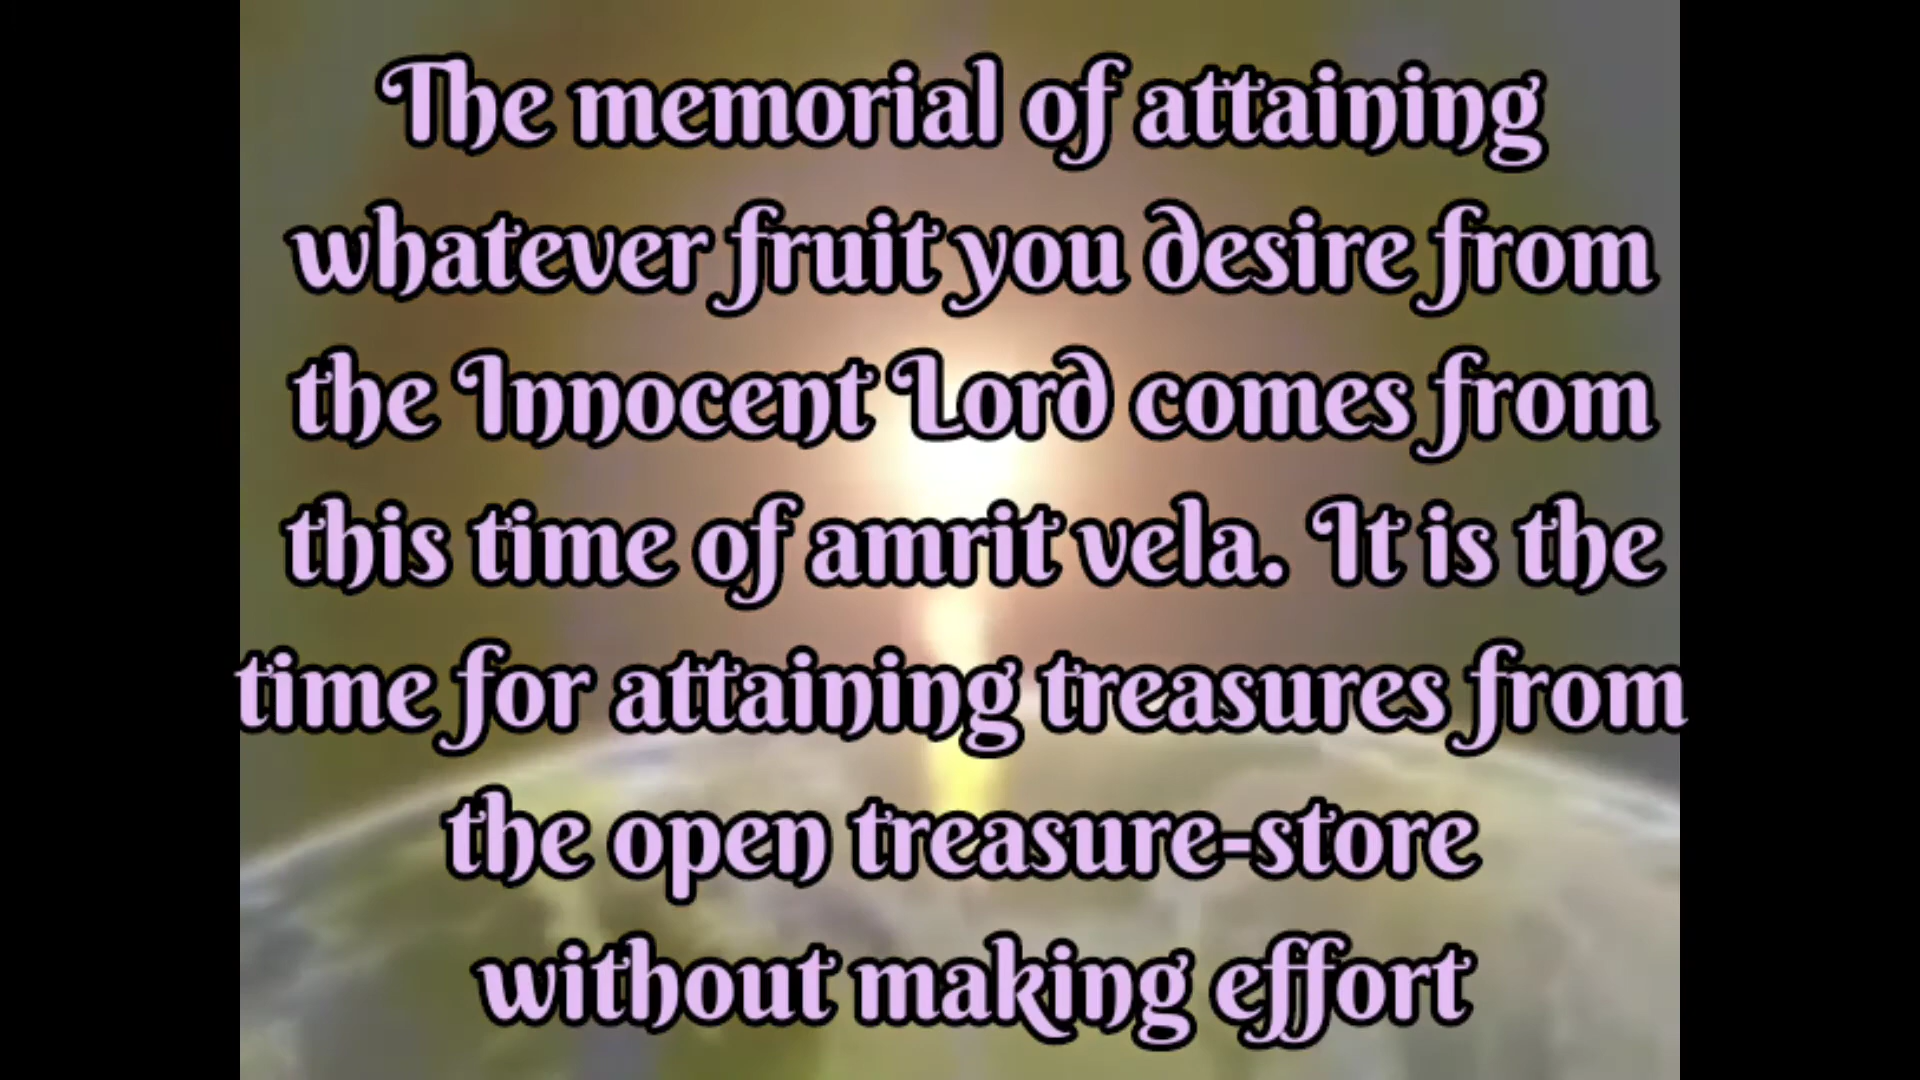 The memorial of attaining
whatever fruit you desire from
the Innocent Lord comes from
this time of amrit vela. It is the
time for attaining treasures from
the open treasure-store
without making effort